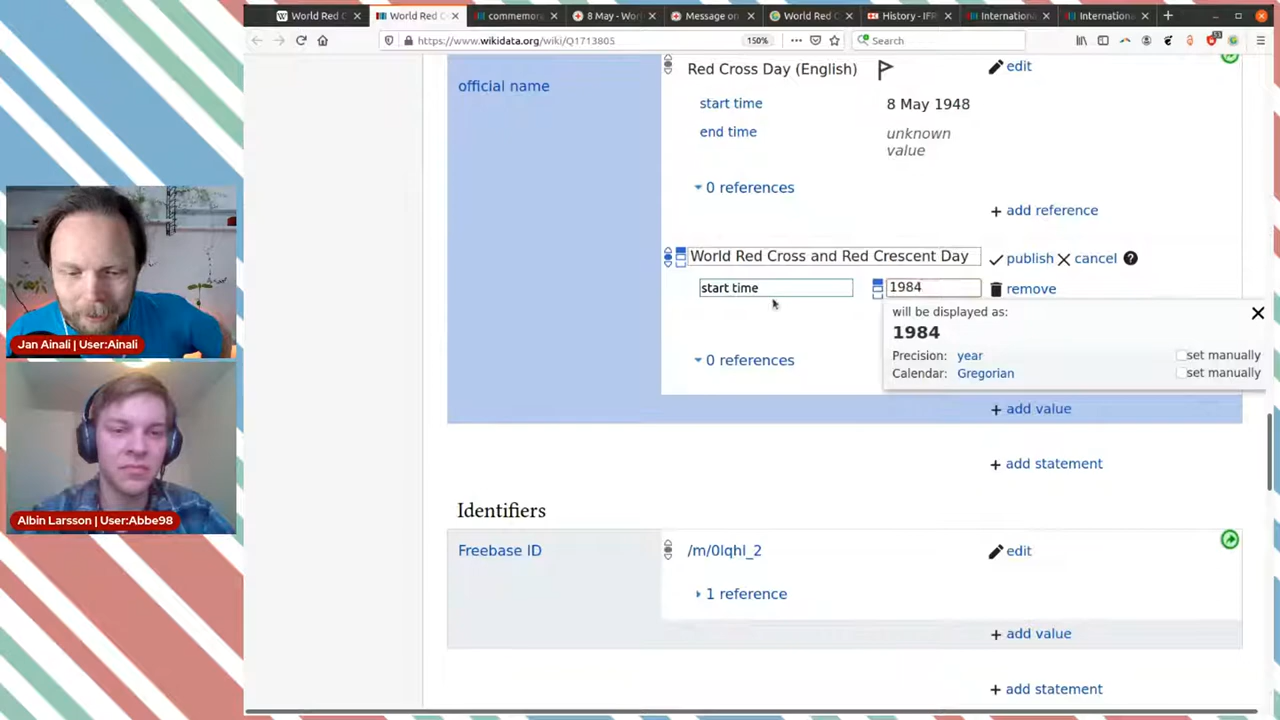 World Red C
World Red C
commemora
8 May - Wor
Message on
World Red C
History - IFR
Internationa
Internationa
https://www.wikidata.org/wiki/Q1713805
150%
Search
official name
Red Cross Day (English)
edit
start time
8 May 1948
end time
unknown
value
0 references
+ add reference
World Red Cross and Red Crescent Day
publish
cancel
start time
1984
remove
will be displayed as:
1984
Precision: year
set manually
Calendar: Gregorian
set manually
0 references
+ add value
+ add statement
Identifiers
Freebase ID
/m/0lqhl_2
edit
1 reference
+ add value
+ add statement
Jan Ainali | User:Ainali
Albin Larsson | User:Abbe98